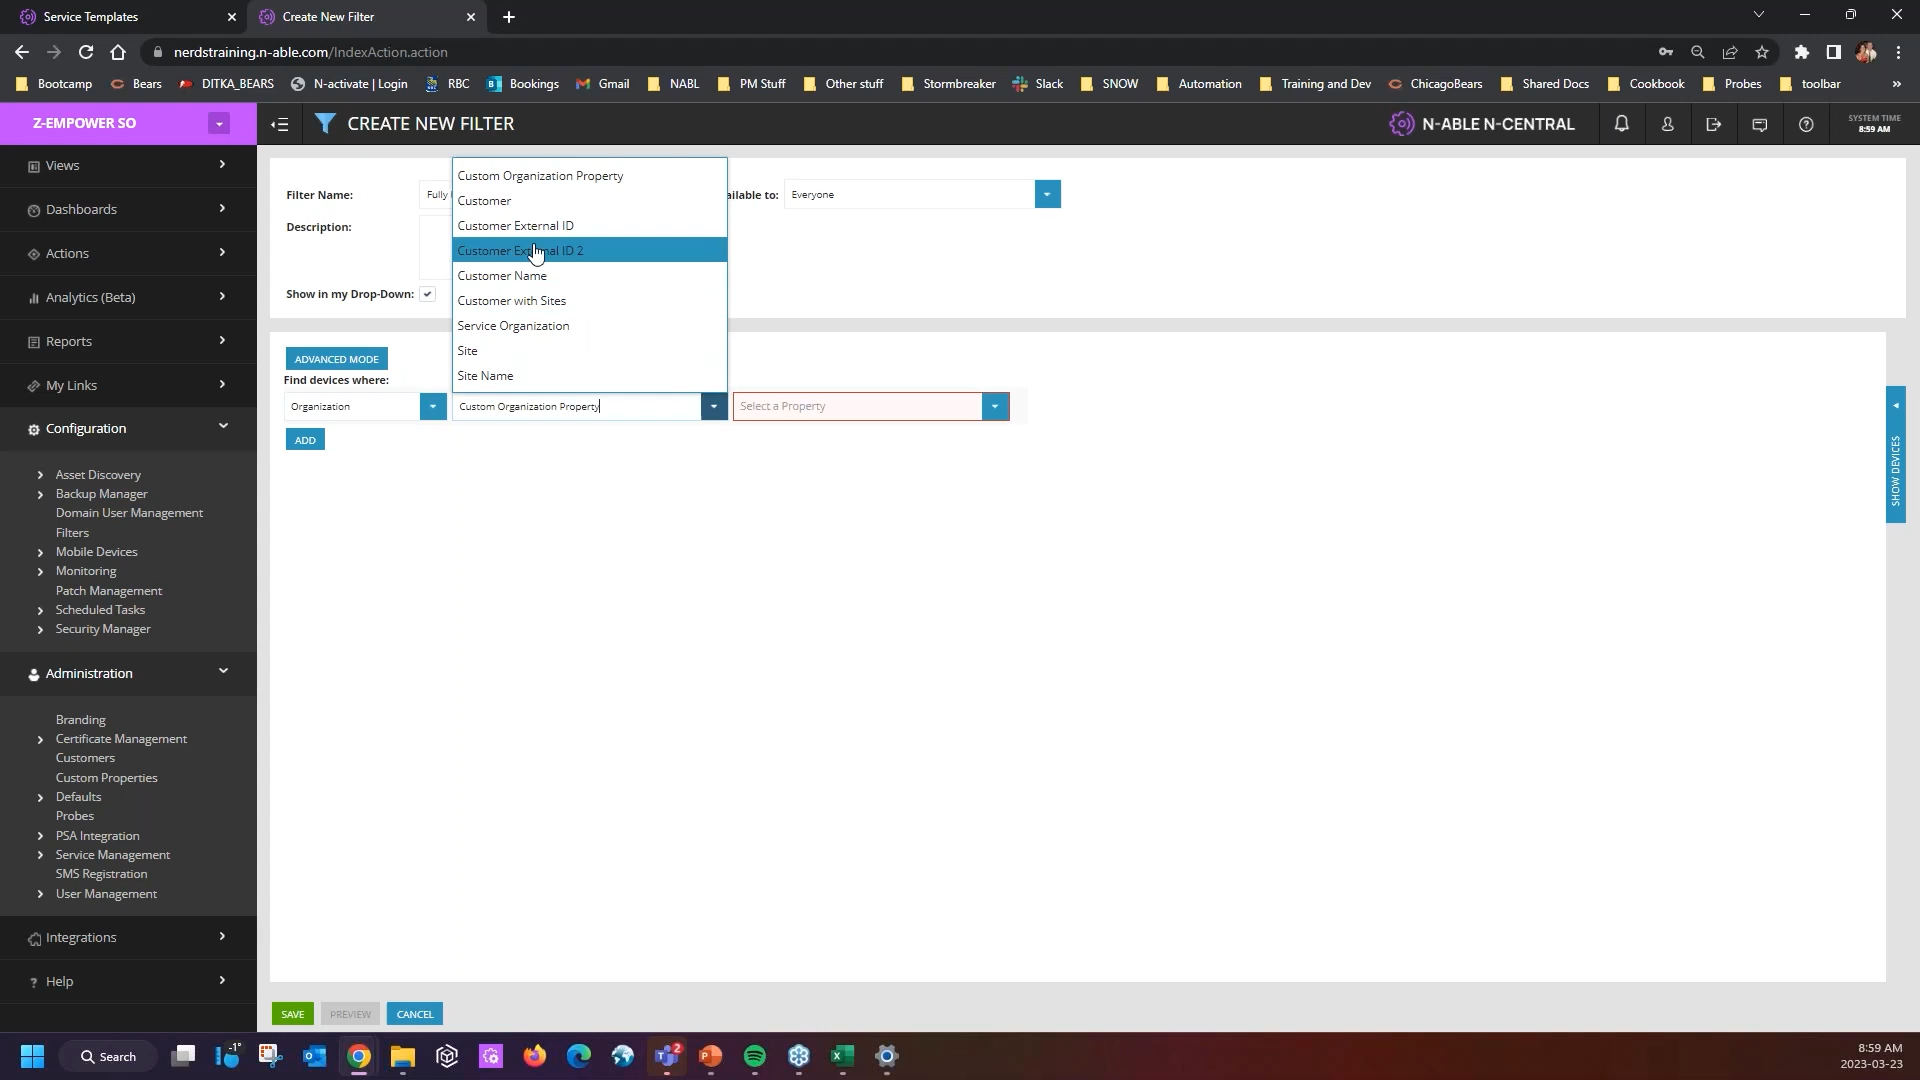 Service Templates
Create New Filter
nerdstraining.n-able.com/IndexAction.action
Bootcamp
Bears
DITKA_BEARS
N-activate | Login
RBC
Bookings
Gmail
NABL
PM Stuff
Other stuff
Stormbreaker
Slack
SNOW
Automation
Training and Dev
ChicagoBears
Shared Docs
Cookbook
Probes
toolbar
»
Z-EMPOWER SO
CREATE NEW FILTER
N-ABLE N-CENTRAL
SYSTEM TIME
8:59 AM
Views
Dashboards
Actions
Analytics (Beta)
Reports
My Links
Configuration
Asset Discovery
Backup Manager
Domain User Management
Filters
Mobile Devices
Monitoring
Patch Management
Scheduled Tasks
Security Manager
Administration
Branding
Certificate Management
Customers
Custom Properties
Defaults
Probes
PSA Integration
Service Management
SMS Registration
User Management
Integrations
Help
Filter Name:
Fully
ailable to:
Everyone
Description:
Show in my Drop-Down:
Custom Organization Property
Customer
Customer External ID
Customer External ID 2
Customer Name
Customer with Sites
Service Organization
Site
Site Name
ADVANCED MODE
Find devices where:
Organization
Custom Organization Property
Select a Property
ADD
SHOW DEVICES
SAVE
PREVIEW
CANCEL
Search
-1°
2
8:59 AM
2023-03-23